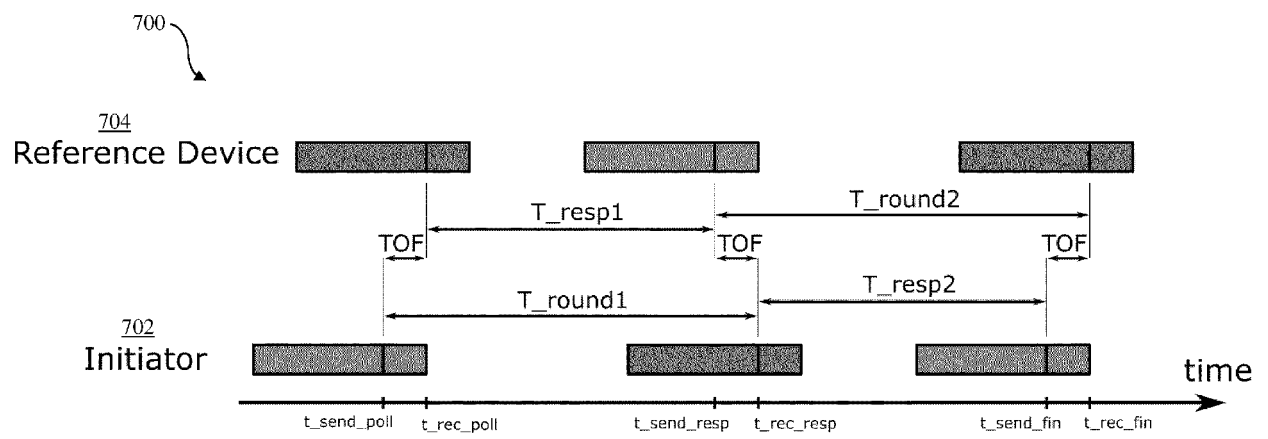 700
704
Reference Device
T_round2
T_resp1
TOF
TOF
TOF
T_resp2
T_round1
702
Initiator
time
t_send_poll
t_rec_poll
t_send_resp
t_rec_resp
t_send_fin
t_rec_fin